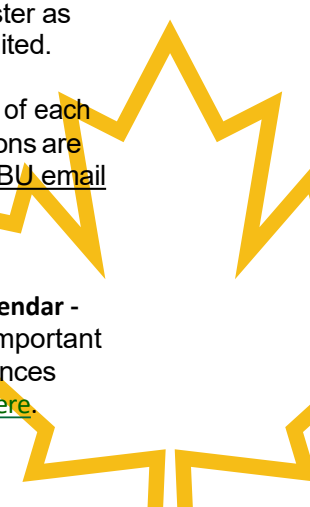 ster as
ited.
of each
ons are
BU email
endar -
mportant
nces
ere.